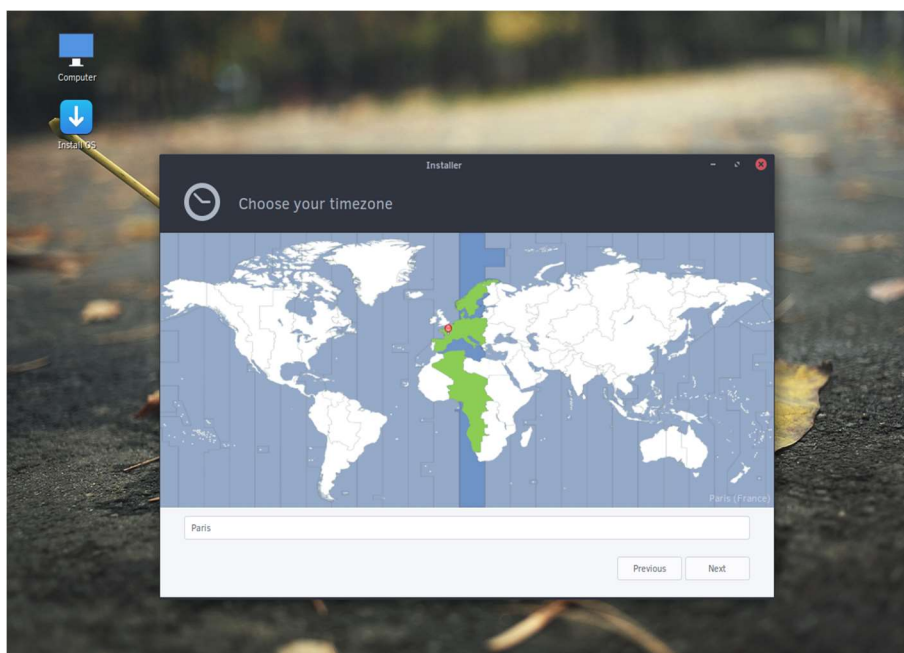 Computer
Install OS
Installer
Choose your timezone
Paris (France)
Paris
Previous
Next